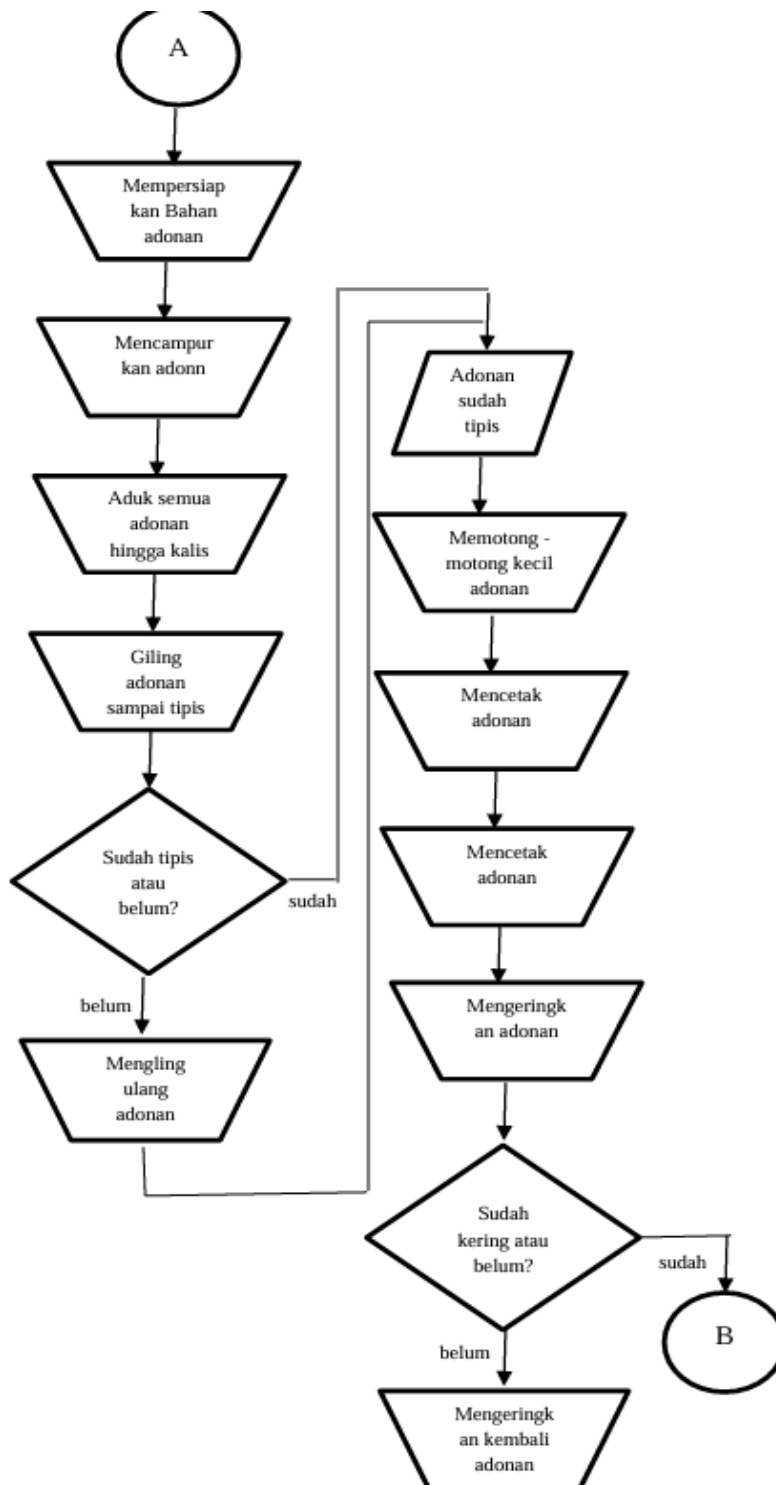 A
Mempersiap
kan Bahan
adonan
Mencampur
kan adonn
Aduk semua
adonan
hingga kalis
Giling
adonan
sampai tipis
Sudah tipis
atau
belum?
sudah
belum
Mengling
ulang
adonan
Adonan
sudah
tipis
Memotong -
motong kecil
adonan
Mencetak
adonan
Mencetak
adonan
Mengeringk
an adonan
Sudah
kering atau
belum?
sudah
B
belum
Mengeringk
an kembali
adonan